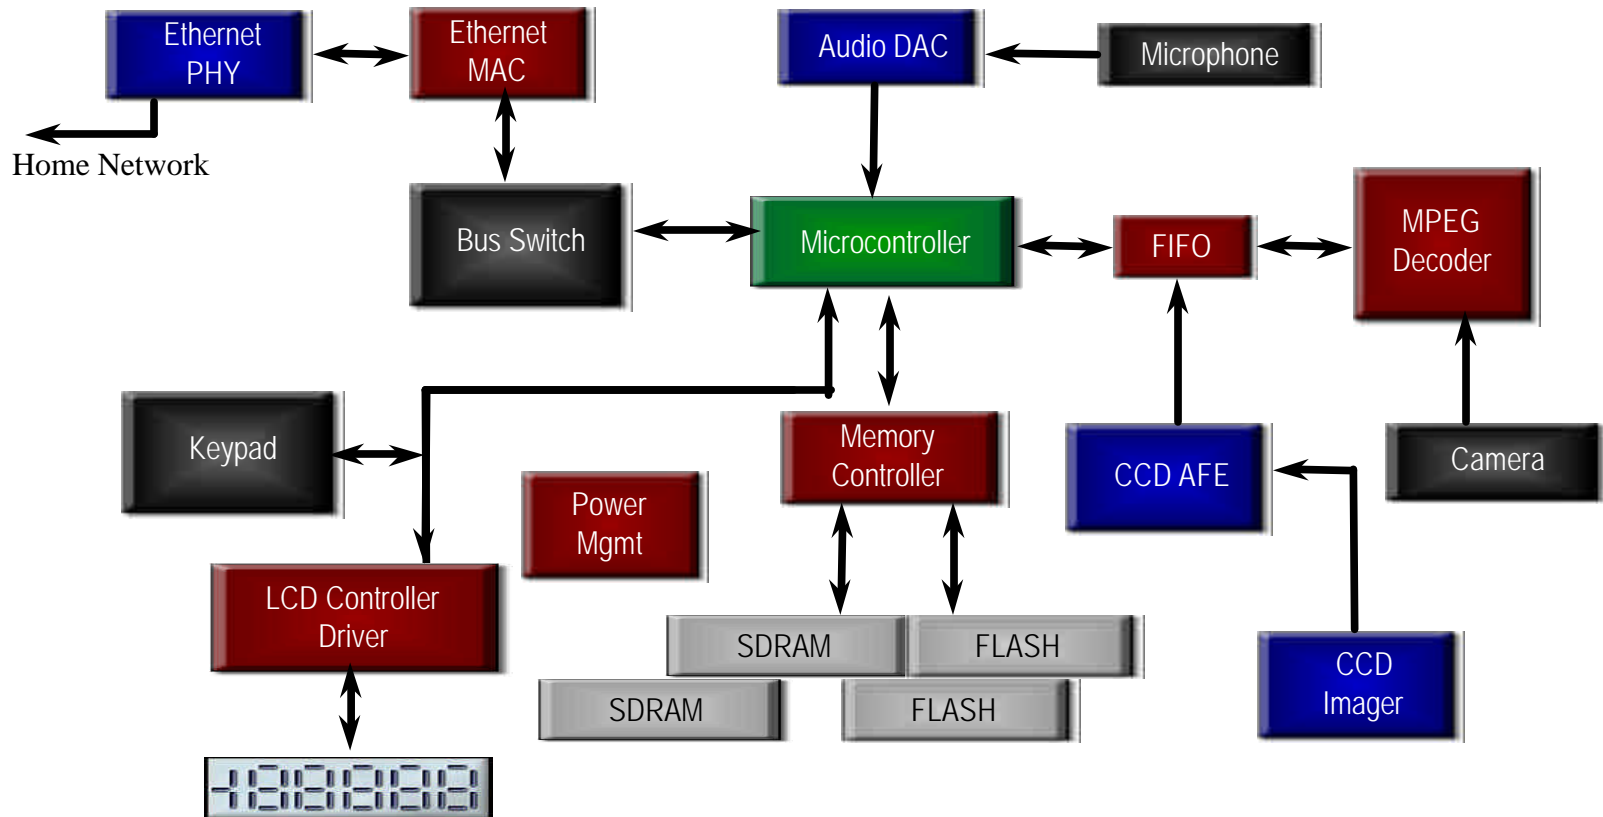 Ethernet
PHY
Ethernet
MAC
Audio DAC
Microphone
Home Network
Bus Switch
Microcontroller
FIFO
MPEG
Decoder
Keypad
Memory
Controller
CCD AFE
Camera
Power
Mgmt
LCD Controller
Driver
SDRAM
FLASH
CCD
Imager
SDRAM
FLASH